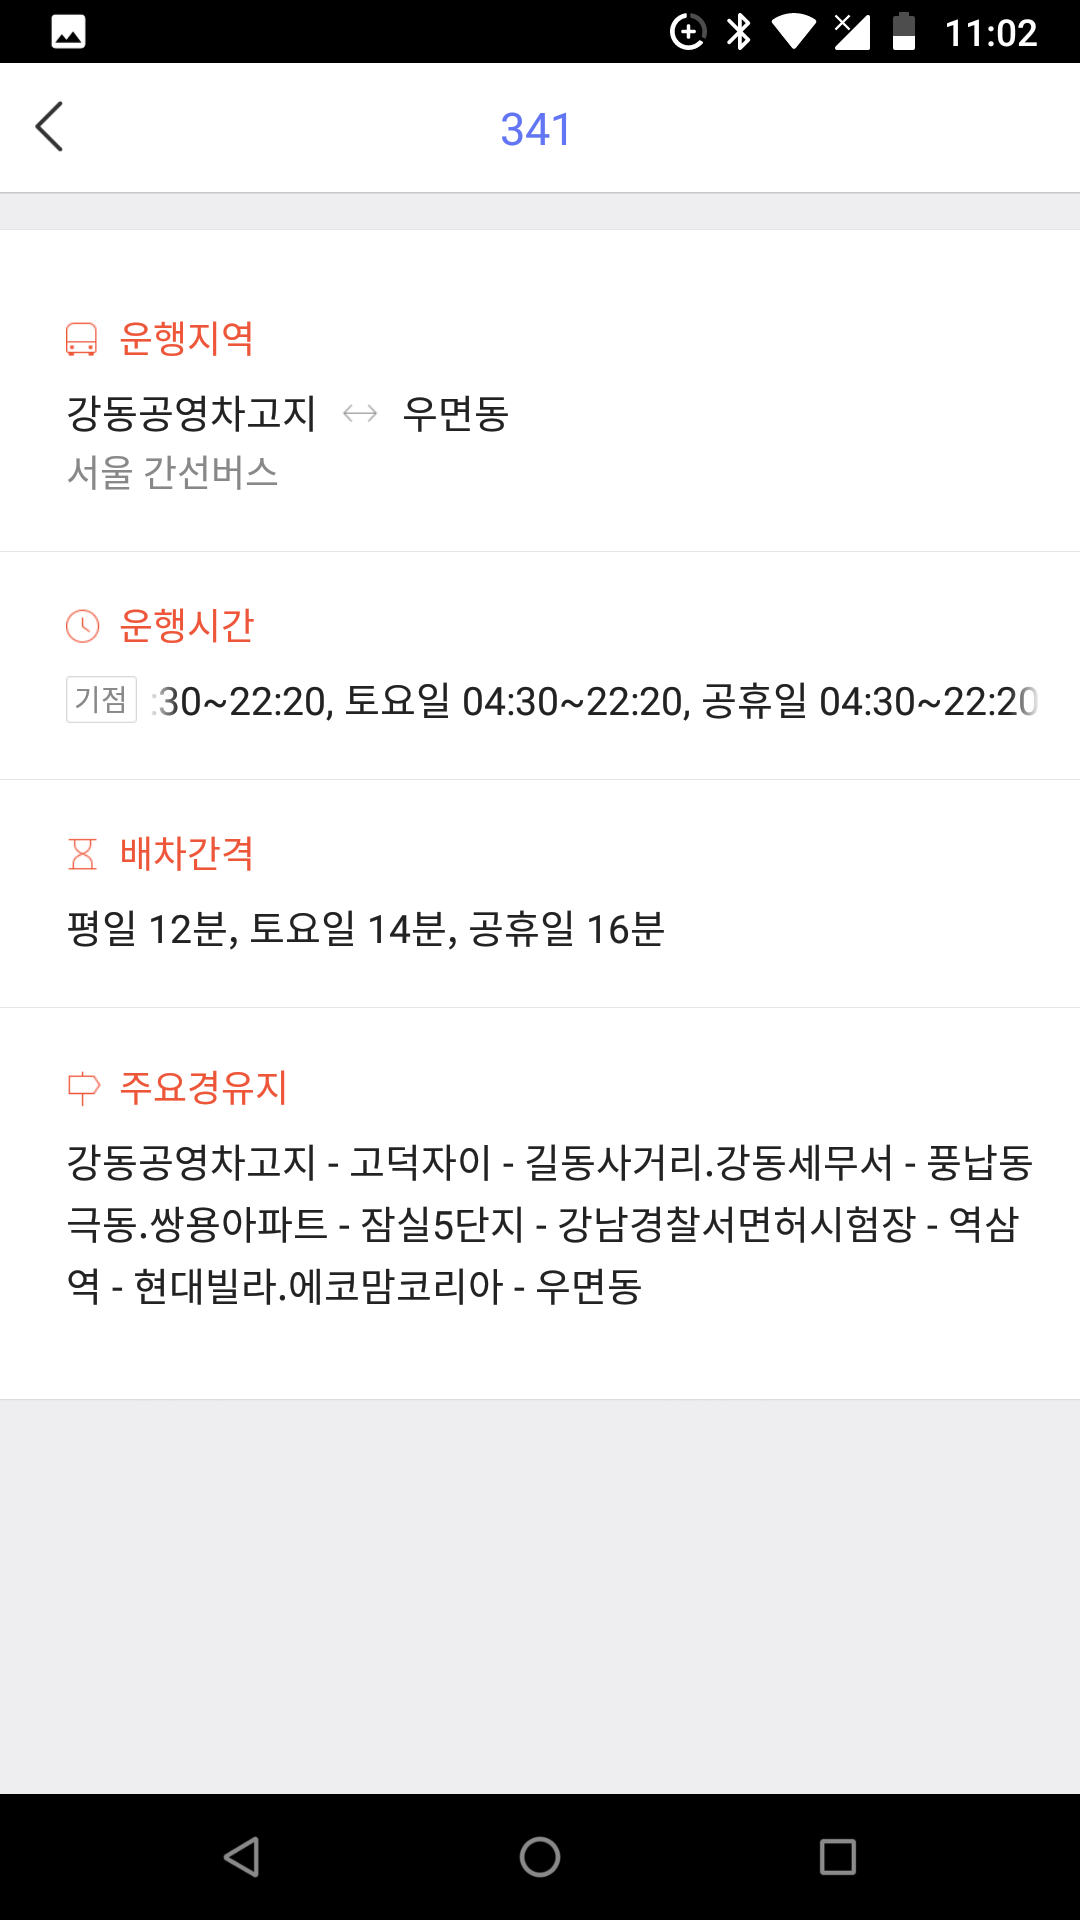 11:02
341
운행지역
강동공영차고지 ↔ 우면동
서울 간선버스
운행시간
기점 :30~22:20, 토요일 04:30~22:20, 공휴일 04:30~22:20
배차간격
평일 12분, 토요일 14분, 공휴일 16분
주요경유지
강동공영차고지 - 고덕자이 - 길동사거리.강동세무서 - 풍납동
극동.쌍용아파트 - 잠실5단지 - 강남경찰서면허시험장 - 역삼
역 - 현대빌라.에코맘코리아 - 우면동